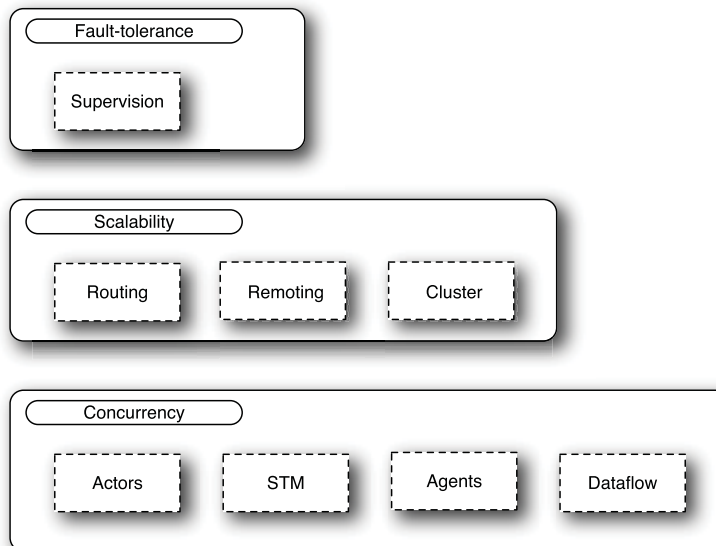 Fault-tolerance
Supervision
Scalability
Routing Remoting Cluster
Concurrency
Actors STM Agents Dataflow